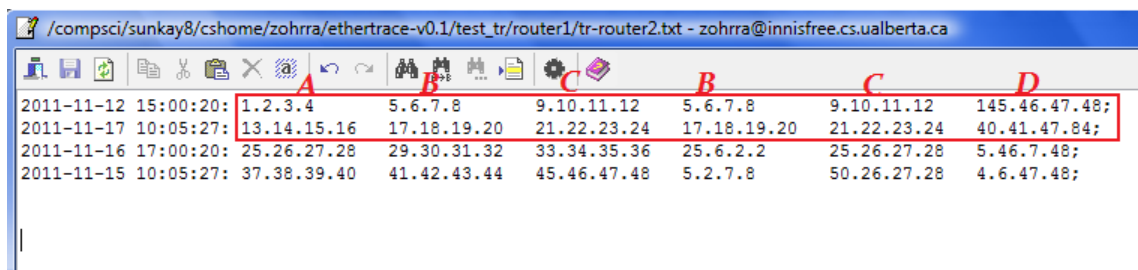 /compsci/sunkay8/cshome/zohrra/ethertrace-v0.1/test_tr/router1/tr-router2.txt - zohrra@innisfree.cs.ualberta.ca
A B C B C D
2011-11-12 15:00:20: 1.2.3.4 5.6.7.8 9.10.11.12 5.6.7.8 9.10.11.12 145.46.47.48;
2011-11-17 10:05:27: 13.14.15.16 17.18.19.20 21.22.23.24 17.18.19.20 21.22.23.24 40.41.47.84;
2011-11-16 17:00:20: 25.26.27.28 29.30.31.32 33.34.35.36 25.6.2.2 25.26.27.28 5.46.7.48;
2011-11-15 10:05:27: 37.38.39.40 41.42.43.44 45.46.47.48 5.2.7.8 50.26.27.28 4.6.47.48;